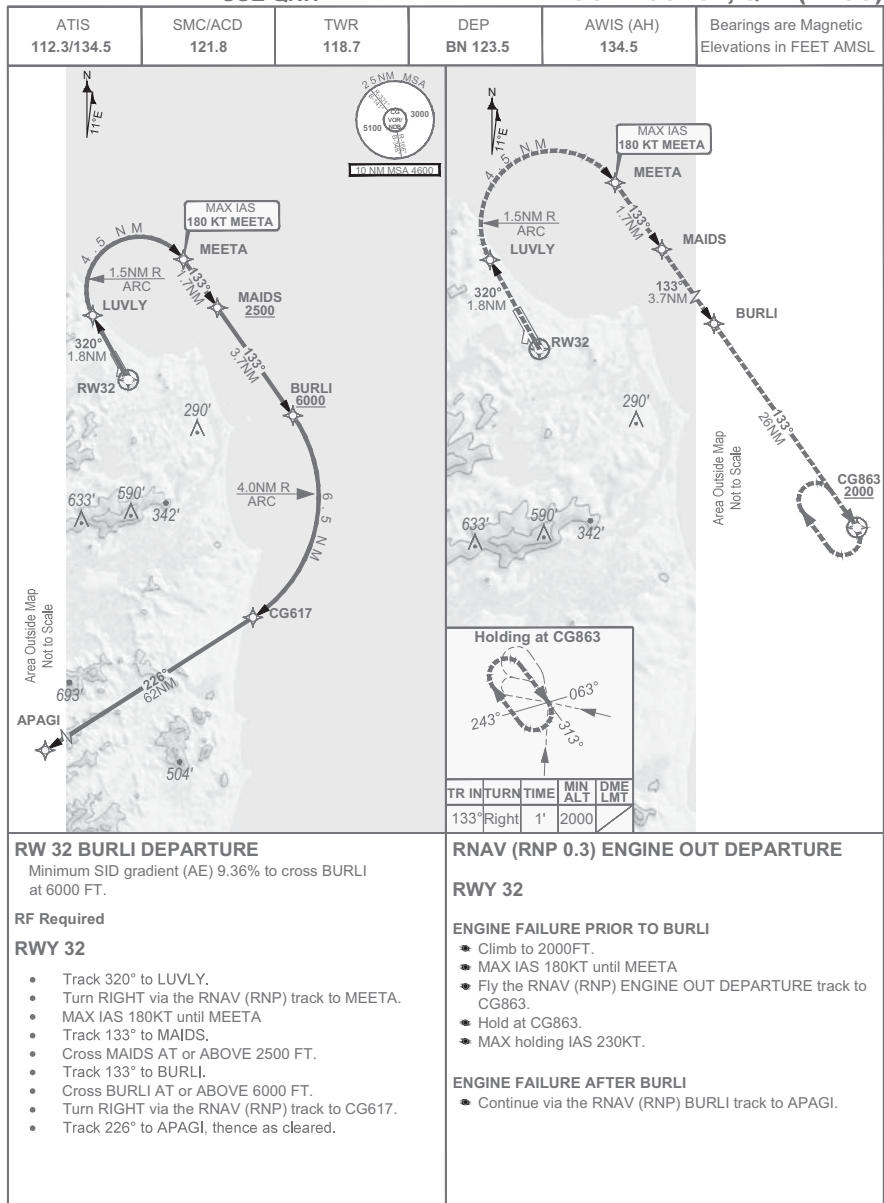 ATIS
112.3/134.5
SMC/ACD
121.8
TWR
118.7
DEP
BN 123.5
AWIS (AH)
134.5
Bearings are Magnetic
Elevations in FEET AMSL
N
11°E
25NM MSA
CG
VOR/
NDB
5100
3000
10 NM MSA 4600
MAX IAS
180 KT MEETA
4.5 NM
MEETA
1.5NM R
ARC
133°
1.7NM
LUVLY
MAIDS
2500
320°
1.8NM
133°
3.7NM
RW32
BURLI
6000
290'
4.0NM R
ARC
6.5 NM
633'
590'
342'
CG617
Area Outside Map
Not to Scale
226°
62NM
693'
APAGI
504'
N
11°E
MAX IAS
180 KT MEETA
4.5 NM
MEETA
1.5NM R
ARC
133°
1.7NM
MAIDS
LUVLY
133°
3.7NM
320°
1.8NM
BURLI
RW32
290'
133°
26NM
Area Outside Map
Not to Scale
CG863
2000
633'
590'
342'
Holding at CG863
063°
243°
313°
TR IN TURN TIME MIN ALT DME LMT
133° Right 1' 2000
RW 32 BURLI DEPARTURE
Minimum SID gradient (AE) 9.36% to cross BURLI
at 6000 FT.
RF Required
RWY 32
• Track 320° to LUVLY.
• Turn RIGHT via the RNAV (RNP) track to MEETA.
• MAX IAS 180KT until MEETA
• Track 133° to MAIDS.
• Cross MAIDS AT or ABOVE 2500 FT.
• Track 133° to BURLI.
• Cross BURLI AT or ABOVE 6000 FT.
• Turn RIGHT via the RNAV (RNP) track to CG617.
• Track 226° to APAGI, thence as cleared.
RNAV (RNP 0.3) ENGINE OUT DEPARTURE
RWY 32
ENGINE FAILURE PRIOR TO BURLI
Climb to 2000FT.
MAX IAS 180KT until MEETA
Fly the RNAV (RNP) ENGINE OUT DEPARTURE track to
CG863.
Hold at CG863.
MAX holding IAS 230KT.
ENGINE FAILURE AFTER BURLI
Continue via the RNAV (RNP) BURLI track to APAGI.